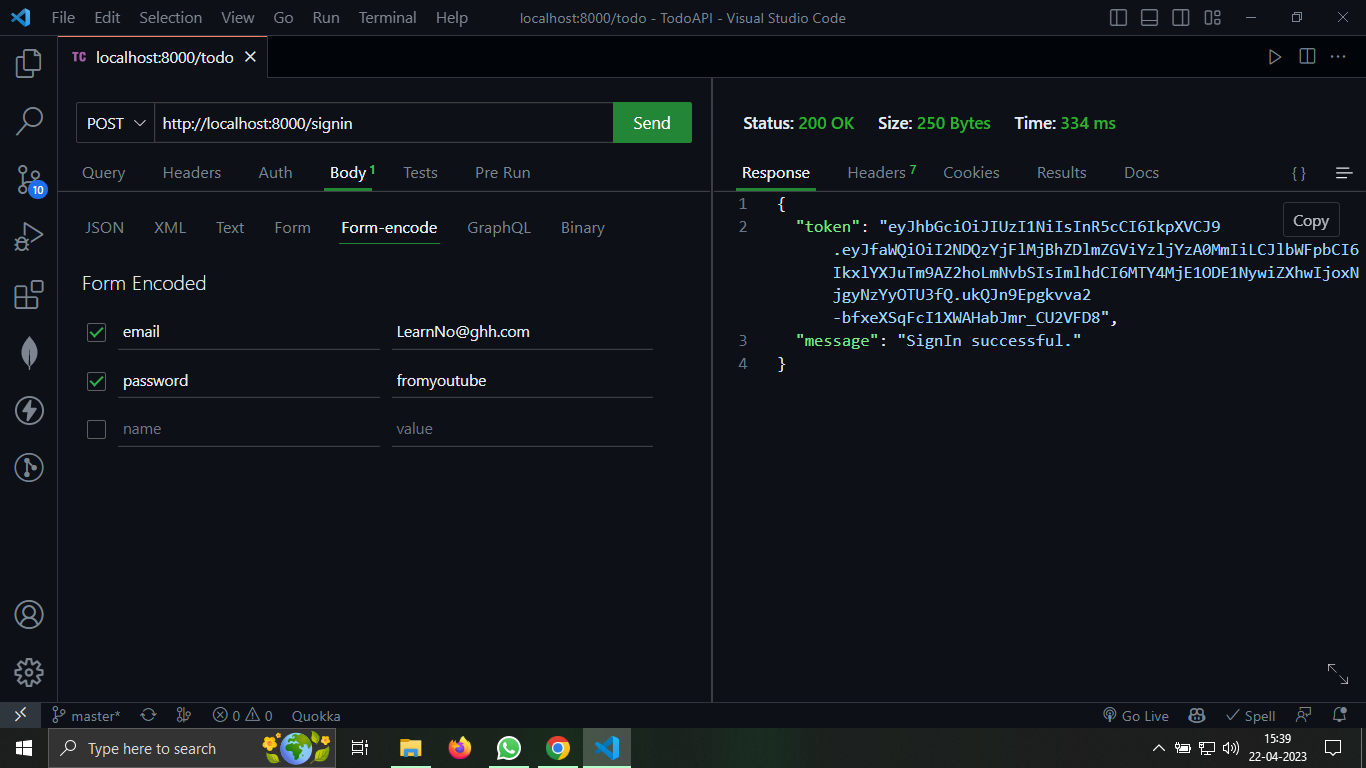 File Edit Selection View Go Run Terminal Help localhost:8000/todo - TodoAPI - Visual Studio Code
TC localhost:8000/todo
POST http://localhost:8000/signin Send
Status: 200 OK Size: 250 Bytes Time: 334 ms
Query Headers Auth Body 1 Tests Pre Run
Response Headers 7 Cookies Results Docs { }
JSON XML Text Form Form-encode GraphQL Binary
Form Encoded
email LearnNo@ghh.com
password fromyoutube
name value
Copy
1 {
2 "token": "eyJhbGciOiJIUzI1NiIsInR5cCI6IkpXVCJ9
.eyJfaWQiOiI2NDQzYjFlMjBhZDlmZGViYzljYzA0MmIiLCJlbWFpbCI6
IkxlYXJuTm9AZ2hoLmNvbSIsImlhdCI6MTY4MjE1ODE1NywiZXhwIjoxN
jgyNzYyOTU3fQ.ukQJn9Epgkvva2
-bfxeXSqFcI1XWAHabJmr_CU2VFD8",
3 "message": "SignIn successful."
4 }
10
master* 0 0 Quokka Go Live Spell
Type here to search
15:39
22-04-2023